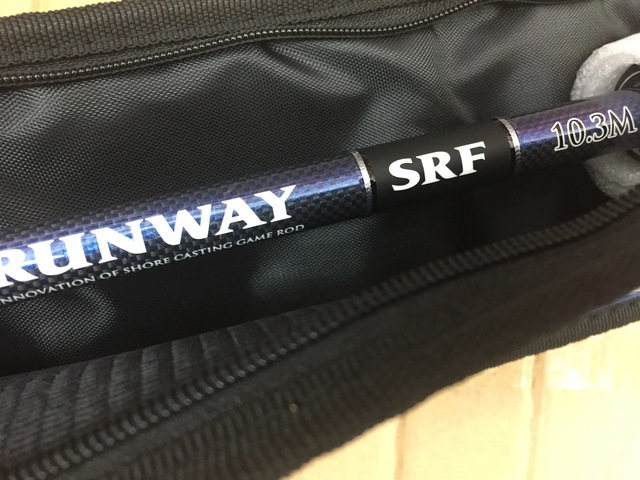 RUNWAY
INNOVATION OF SHORE CASTING GAME ROD
SRF
10.3M